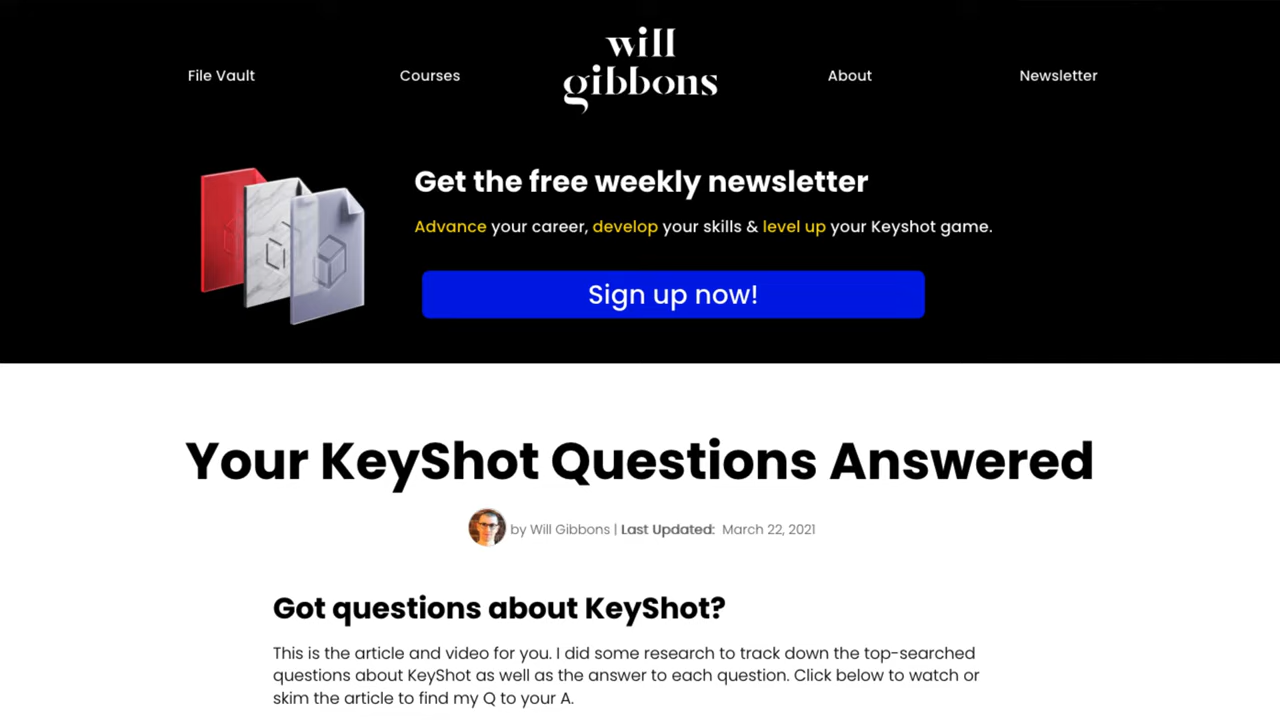 will
gibbons
File Vault
Courses
About
Newsletter
Get the free weekly newsletter
Advance your career, develop your skills & level up your Keyshot game.
Sign up now!
Your KeyShot Questions Answered
by Will Gibbons | Last Updated: March 22, 2021
Got questions about KeyShot?
This is the article and video for you. I did some research to track down the top-searched
questions about KeyShot as well as the answer to each question. Click below to watch or
skim the article to find my Q to your A.